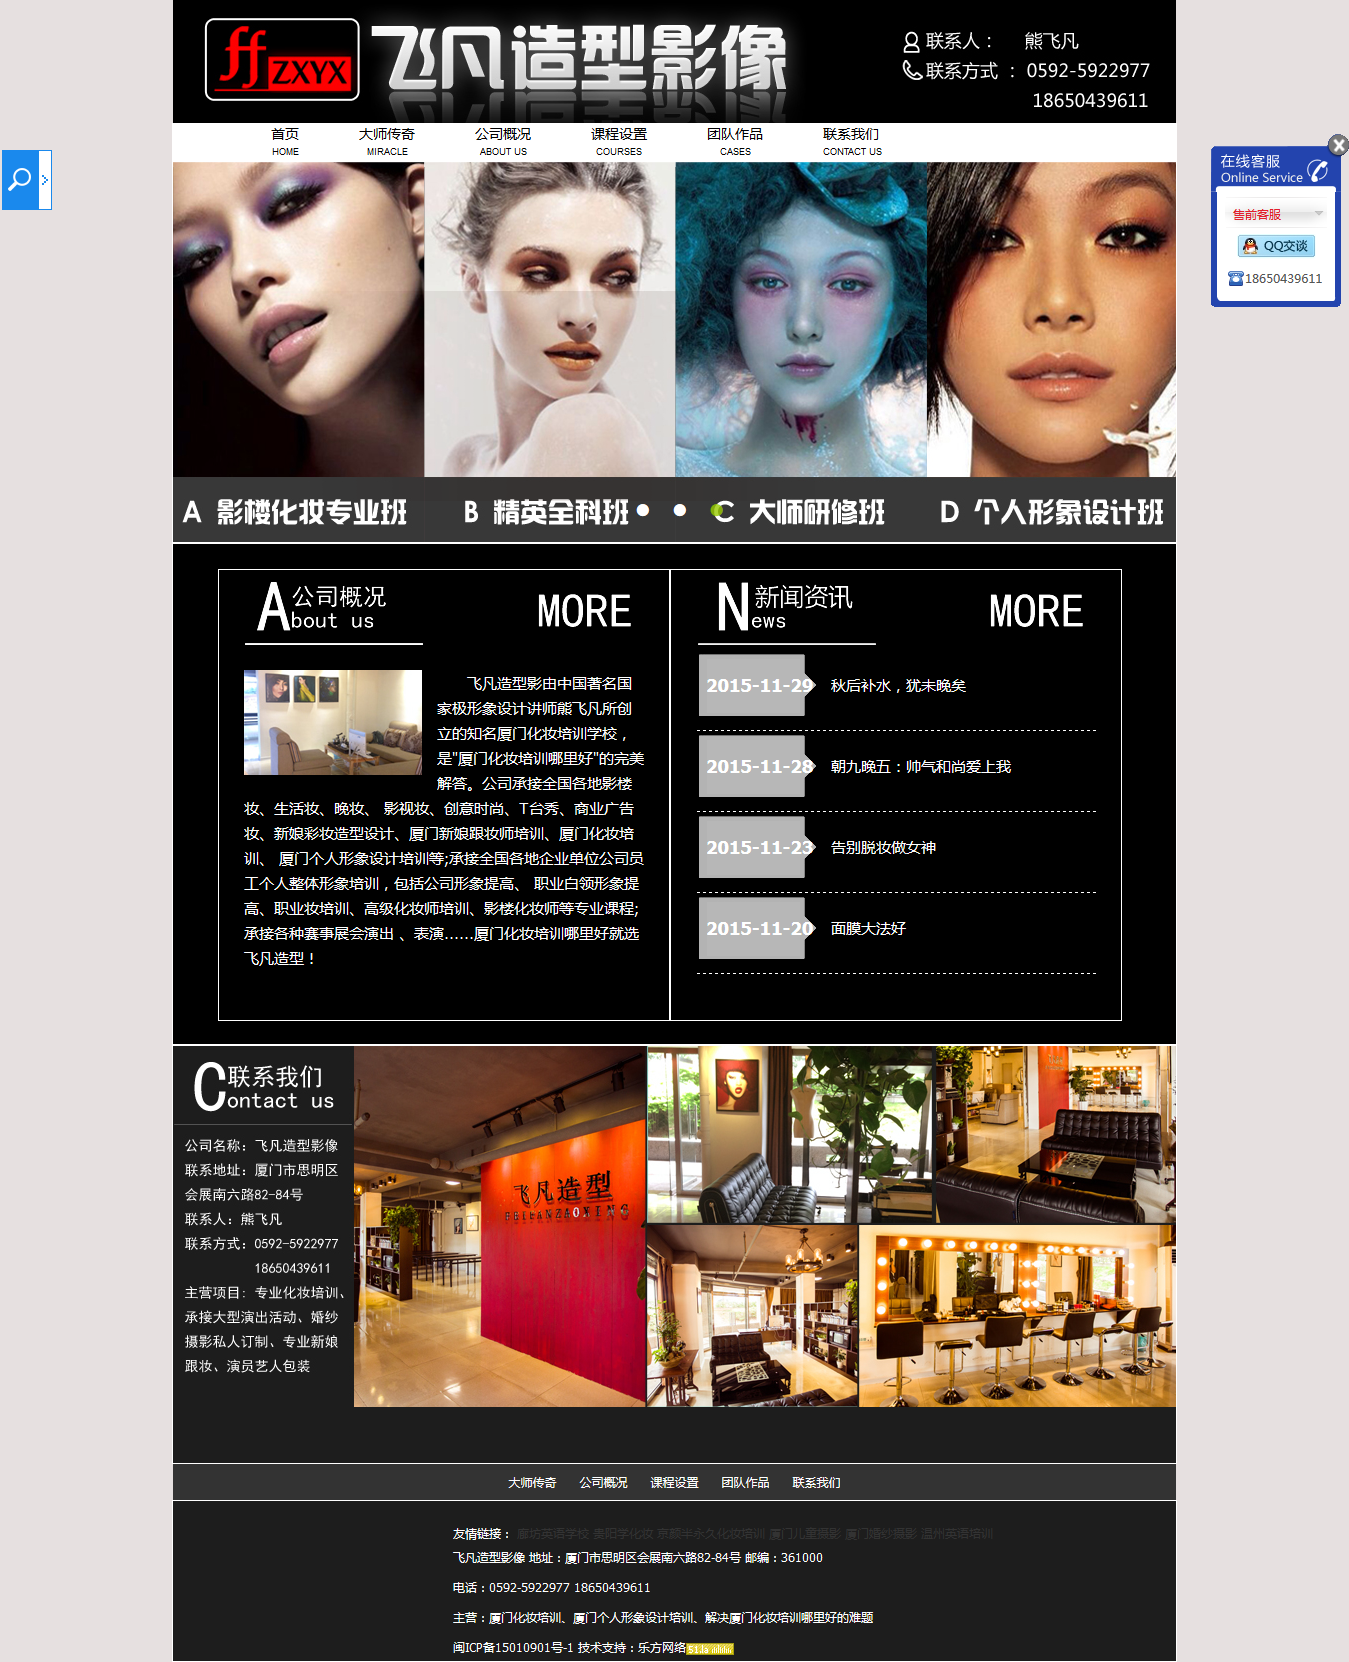 ff ZXYX 飞凡造型影像
联系人： 熊飞凡
联系方式 ： 0592-5922977
18650439611
首页 大师传奇 公司概况 课程设置 团队作品 联系我们
HOME MIRACLE ABOUT US COURSES CASES CONTACT US
在线客服
Online Service
售前客服
QQ交谈
18650439611
A 影楼化妆专业班 B 精英全科班 C 大师研修班 D 个人形象设计班
公司概况
About us
MORE
新闻资讯
News
MORE
飞凡造型影由中国著名国
家极形象设计讲师熊飞凡所创
立的知名厦门化妆培训学校，
是"厦门化妆培训哪里好"的完美
解答。公司承接全国各地影楼
妆、生活妆、晚妆、 影视妆、创意时尚、T台秀、商业广告
妆、新娘彩妆造型设计、厦门新娘跟妆师培训、厦门化妆培
训、 厦门个人形象设计培训等;承接全国各地企业单位公司员
工个人整体形象培训，包括公司形象提高、 职业白领形象提
高、职业妆培训、高级化妆师培训、影楼化妆师等专业课程;
承接各种赛事展会演出 、表演......厦门化妆培训哪里好就选
飞凡造型！
2015-11-29 秋后补水，犹未晚矣
2015-11-28 朝九晚五：帅气和尚爱上我
2015-11-23 告别脱妆做女神
2015-11-20 面膜大法好
联系我们
Contact us
公司名称：飞凡造型影像
联系地址：厦门市思明区
会展南六路82-84号
联系人：熊飞凡
联系方式：0592-5922977
18650439611
主营项目：专业化妆培训、
承接大型演出活动、婚纱
摄影私人订制、专业新娘
跟妆、演员艺人包装
飞凡造型
FEIFANZAOXING
大师传奇 公司概况 课程设置 团队作品 联系我们
友情链接： 廊坊英语学校 贵阳学化妆 京颜半永久化妆培训 厦门儿童摄影 厦门婚纱摄影 温州英语培训
飞凡造型影像 地址：厦门市思明区会展南六路82-84号 邮编：361000
电话：0592-5922977 18650439611
主营：厦门化妆培训、厦门个人形象设计培训、解决厦门化妆培训哪里好的难题
闽ICP备15010901号-1 技术支持：乐方网络 51.la